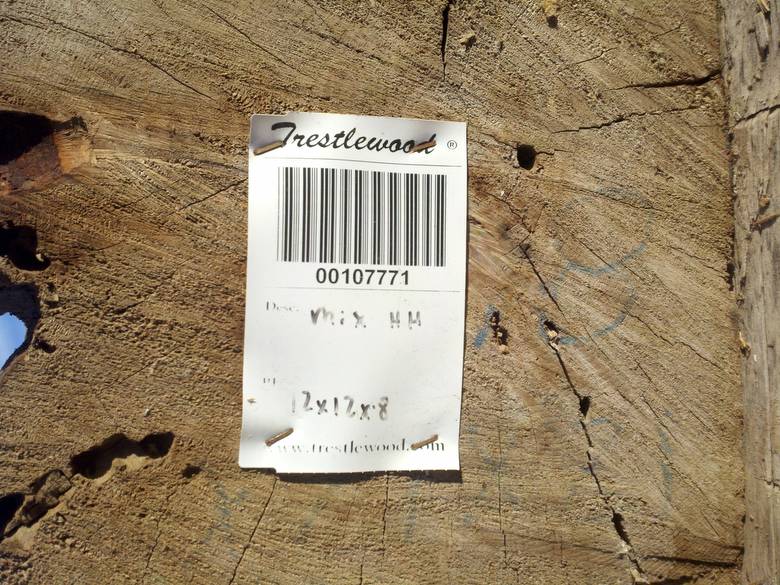 Trestlewood ®
00107771
Desc.
mix HH
12x12x8
www.trestlewood.com